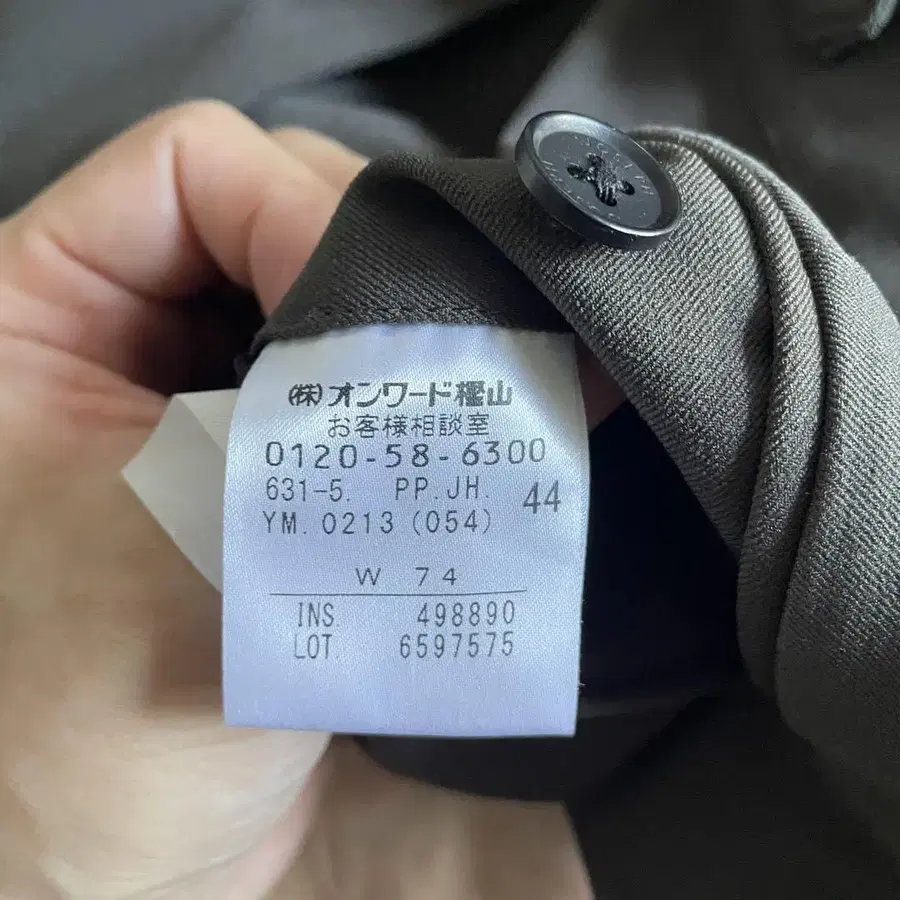 ㈱オンワード樫山
お客様相談室
0120-58-6300
631-5. PP.JH. 44
YM. 0213 (054)
W 74
INS. 498890
LOT. 6597575